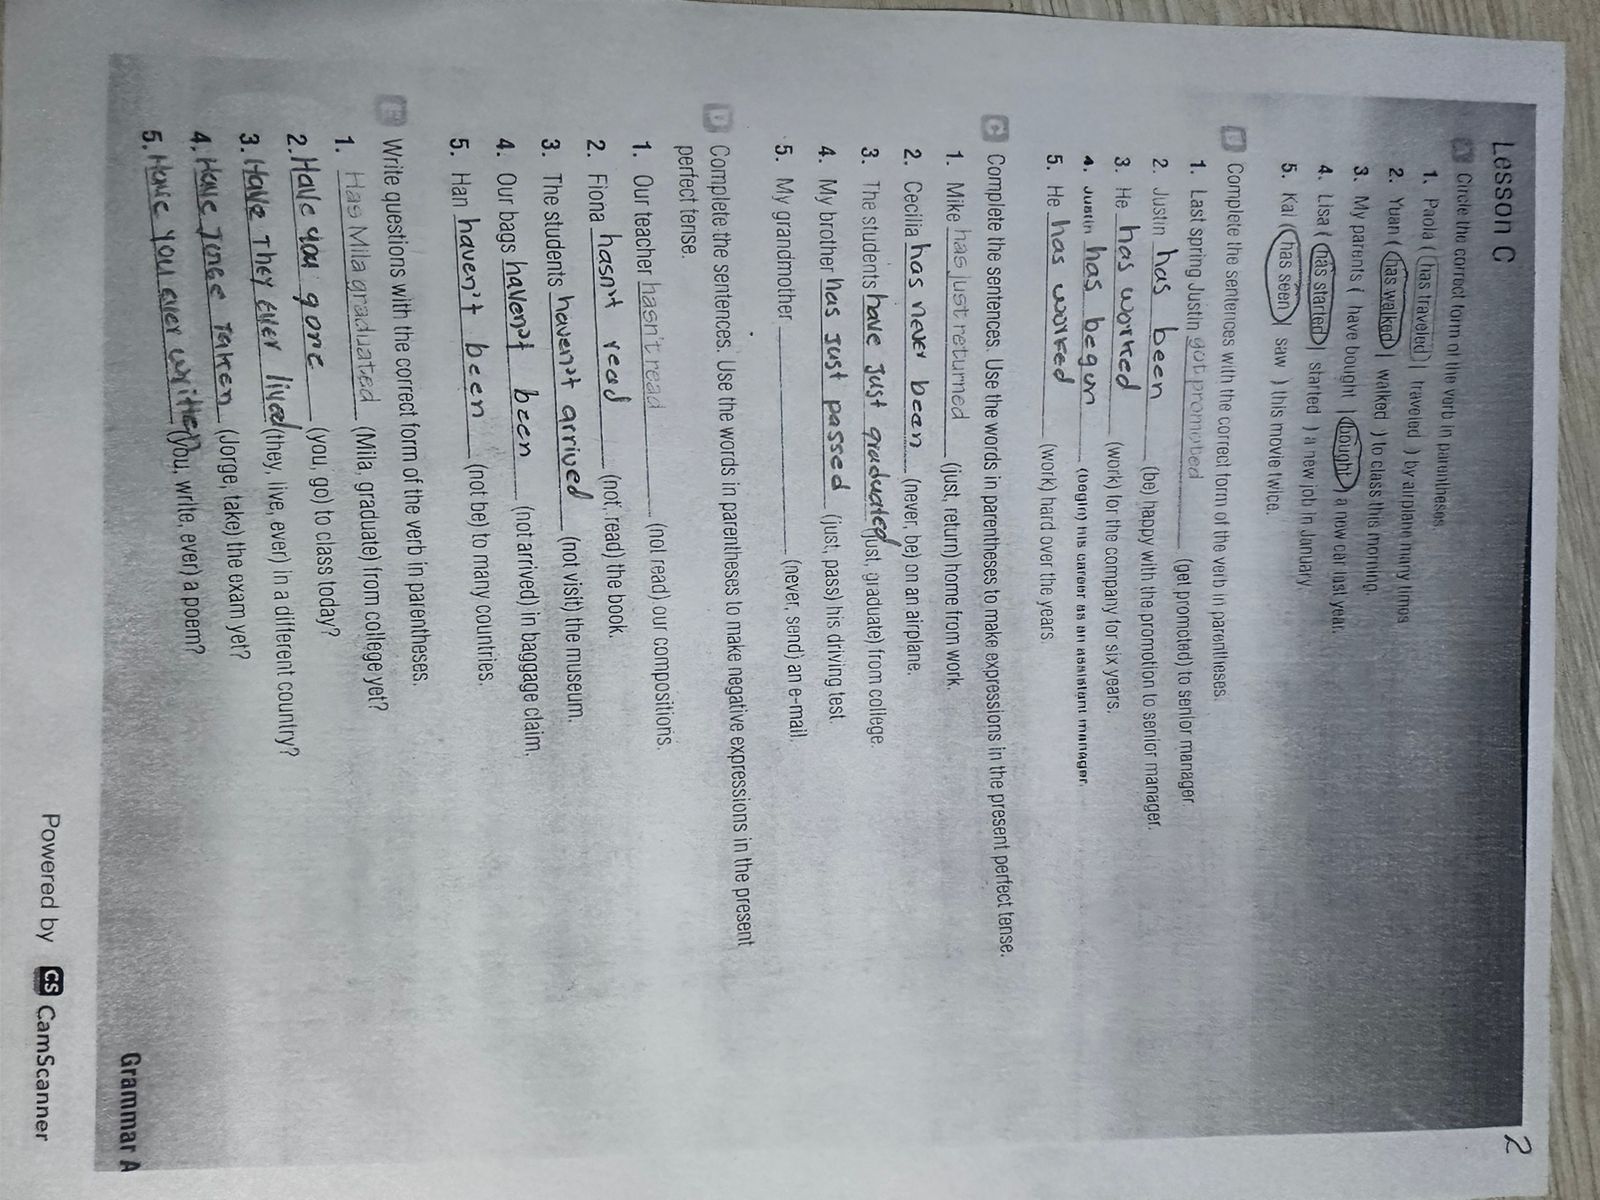 2
Lesson C
A Circle the correct form of the verb in parentheses.
1. Paola ( has traveled | traveled ) by airplane many times
2. Yuan ( has walked | walked ) to class this morning.
3. My parents ( have bought | bought ) a new car last year.
4. Lisa ( has started | started ) a new job in January.
5. Kal ( has seen | saw ) this movie twice.
B Complete the sentences with the correct form of the verb in parentheses.
1. Last spring Justin got promoted (get promoted) to senior manager.
2. Justin has been (be) happy with the promotion to senior manager.
3. He has worked (work) for the company for six years.
4. Justin has begun (begin) his career as an assistant manager.
5. He has worked (work) hard over the years.
C Complete the sentences. Use the words in parentheses to make expressions in the present perfect tense.
1. Mike has just returned (just, return) home from work.
2. Cecilia has never been (never, be) on an airplane.
3. The students have just graduated (just, graduate) from college.
4. My brother has just passed (just, pass) his driving test.
5. My grandmother (never, send) an e-mail.
D Complete the sentences. Use the words in parentheses to make negative expressions in the present
perfect tense.
1. Our teacher hasn't read (not read) our compositions.
2. Fiona hasn't read (not, read) the book.
3. The students haven't arrived (not visit) the museum.
4. Our bags haven't been (not arrived) in baggage claim.
5. Han haven't been (not be) to many countries.
E Write questions with the correct form of the verb in parentheses.
1. Has Mila graduated (Mila, graduate) from college yet?
2. Have you gone (you, go) to class today?
3. Have They Ever lived (they, live, ever) in a different country?
4. Have Jorge Taken (Jorge, take) the exam yet?
5. Have you ever written (you, write, ever) a poem?
Grammar A
Powered by CS CamScanner